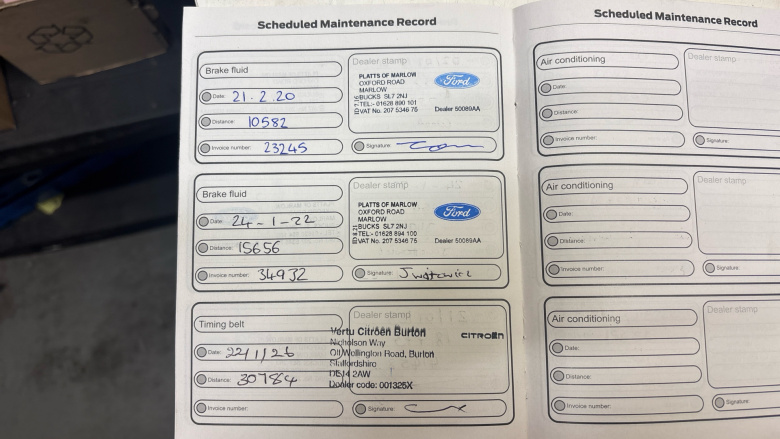 Scheduled Maintenance Record
Brake fluid
Date: 21.2.20
Distance: 10582
Invoice number: 23245
Dealer stamp
PLATTS OF MARLOW
OXFORD ROAD
MARLOW
BUCKS SL7 2NJ
TEL:- 01628 890 101
VAT No. 207 5346 75 Dealer 50089AA
Ford
Signature:
Brake fluid
Date: 24-1-22
Distance: 15656
Invoice number: 34932
Dealer stamp
PLATTS OF MARLOW
OXFORD ROAD
MARLOW
BUCKS SL7 2NJ
TEL:- 01628 894 100
VAT No. 207 5346 75 Dealer 50089AA
Ford
Signature:
Timing belt
Date: 22/1/26
Distance: 30784
Invoice number:
Dealer stamp
Vertu Citroën Burton
Nicholson Way
Off Wellington Road, Burton
Staffordshire
DE14 2AW
Dealer code: 001325X
CITROËN
Signature:
Scheduled Maintenance Record
Air conditioning
Date:
Distance:
Invoice number:
Dealer stamp
Signature:
Air conditioning
Date:
Distance:
Invoice number:
Dealer stamp
Signature:
Air conditioning
Date:
Distance:
Invoice number:
Dealer stamp
Signature: